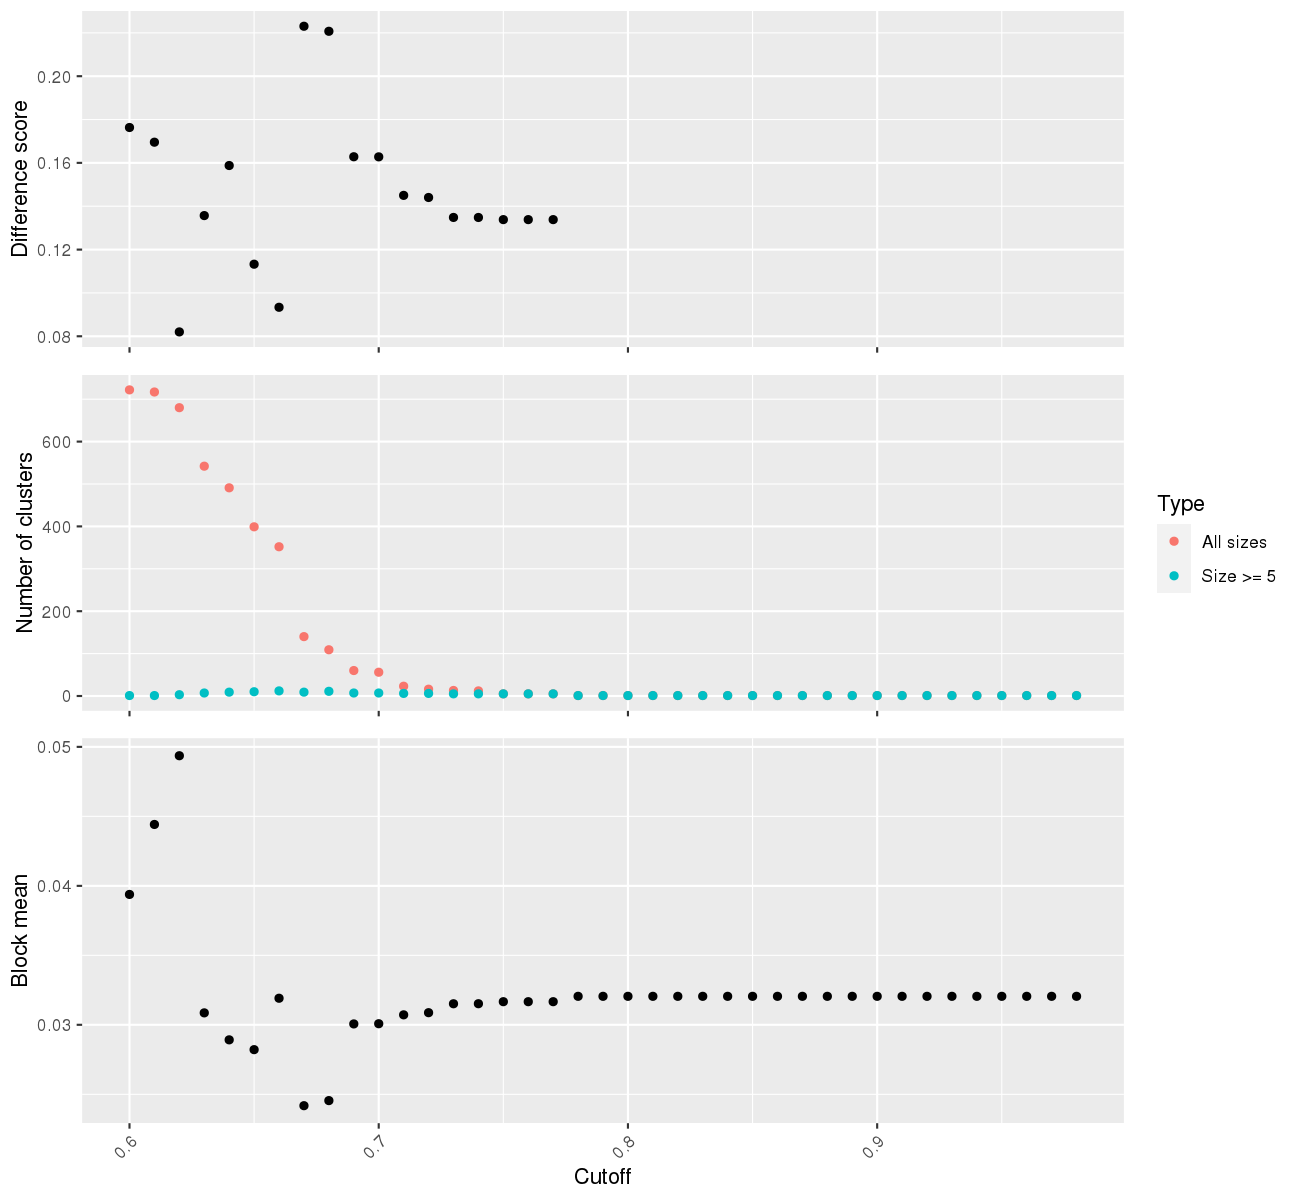 Difference score
0.20
0.16
0.12
0.08
Number of clusters
600
400
200
0
Type
All sizes
Size >= 5
Block mean
0.05
0.04
0.03
0.6
0.7
0.8
0.9
Cutoff